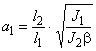 a₁ = l₂/l₁ · √(J₁/(J₂β))